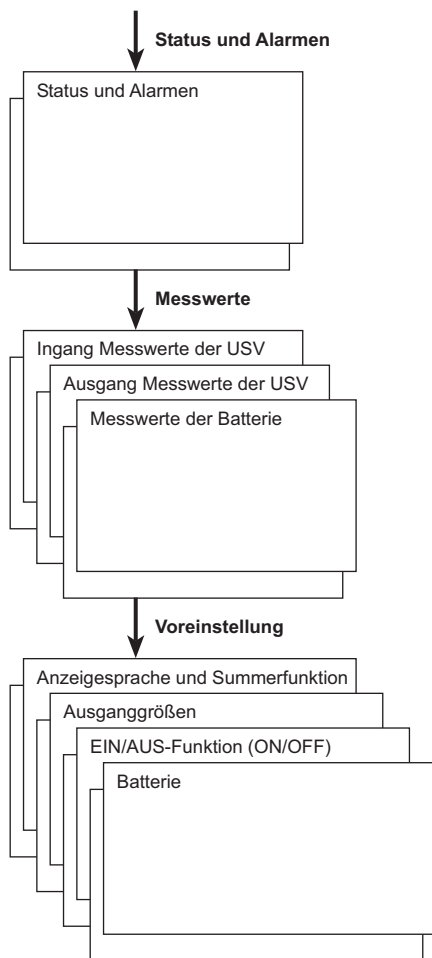 Status und Alarmen
Status und Alarmen
Messwerte
Ingang Messwerte der USV
Ausgang Messwerte der USV
Messwerte der Batterie
Voreinstellung
Anzeigesprache und Summerfunktion
Ausganggrößen
EIN/AUS-Funktion (ON/OFF)
Batterie